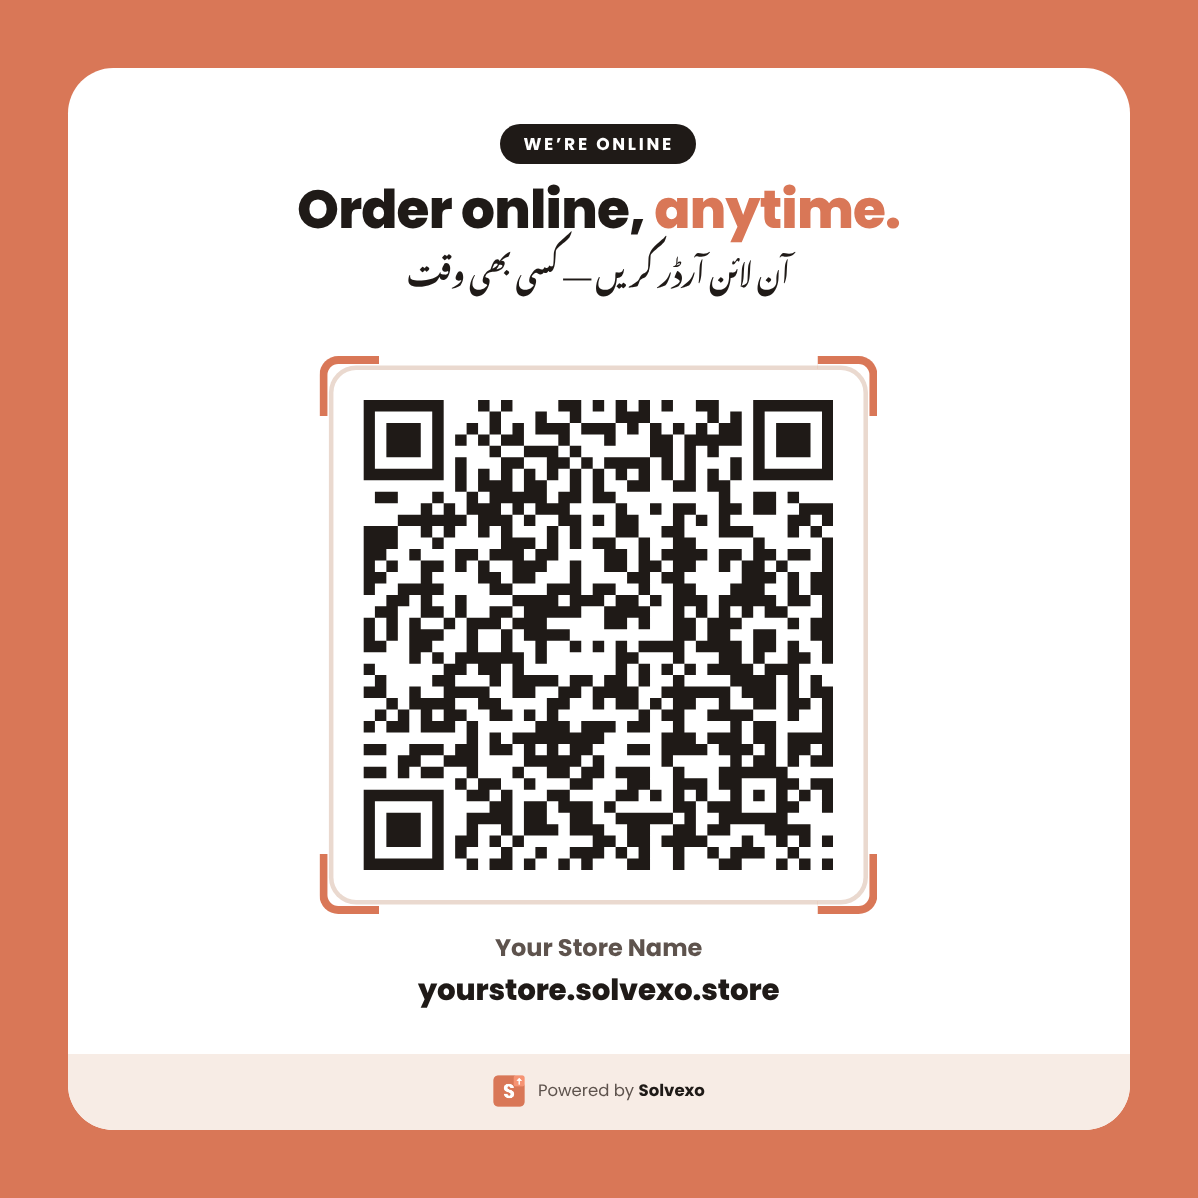 WE’RE ONLINE
Order online, anytime.
آن لائن آرڈر کریں — کسی بھی وقت
Your Store Name
yourstore.solvexo.store
S Powered by Solvexo